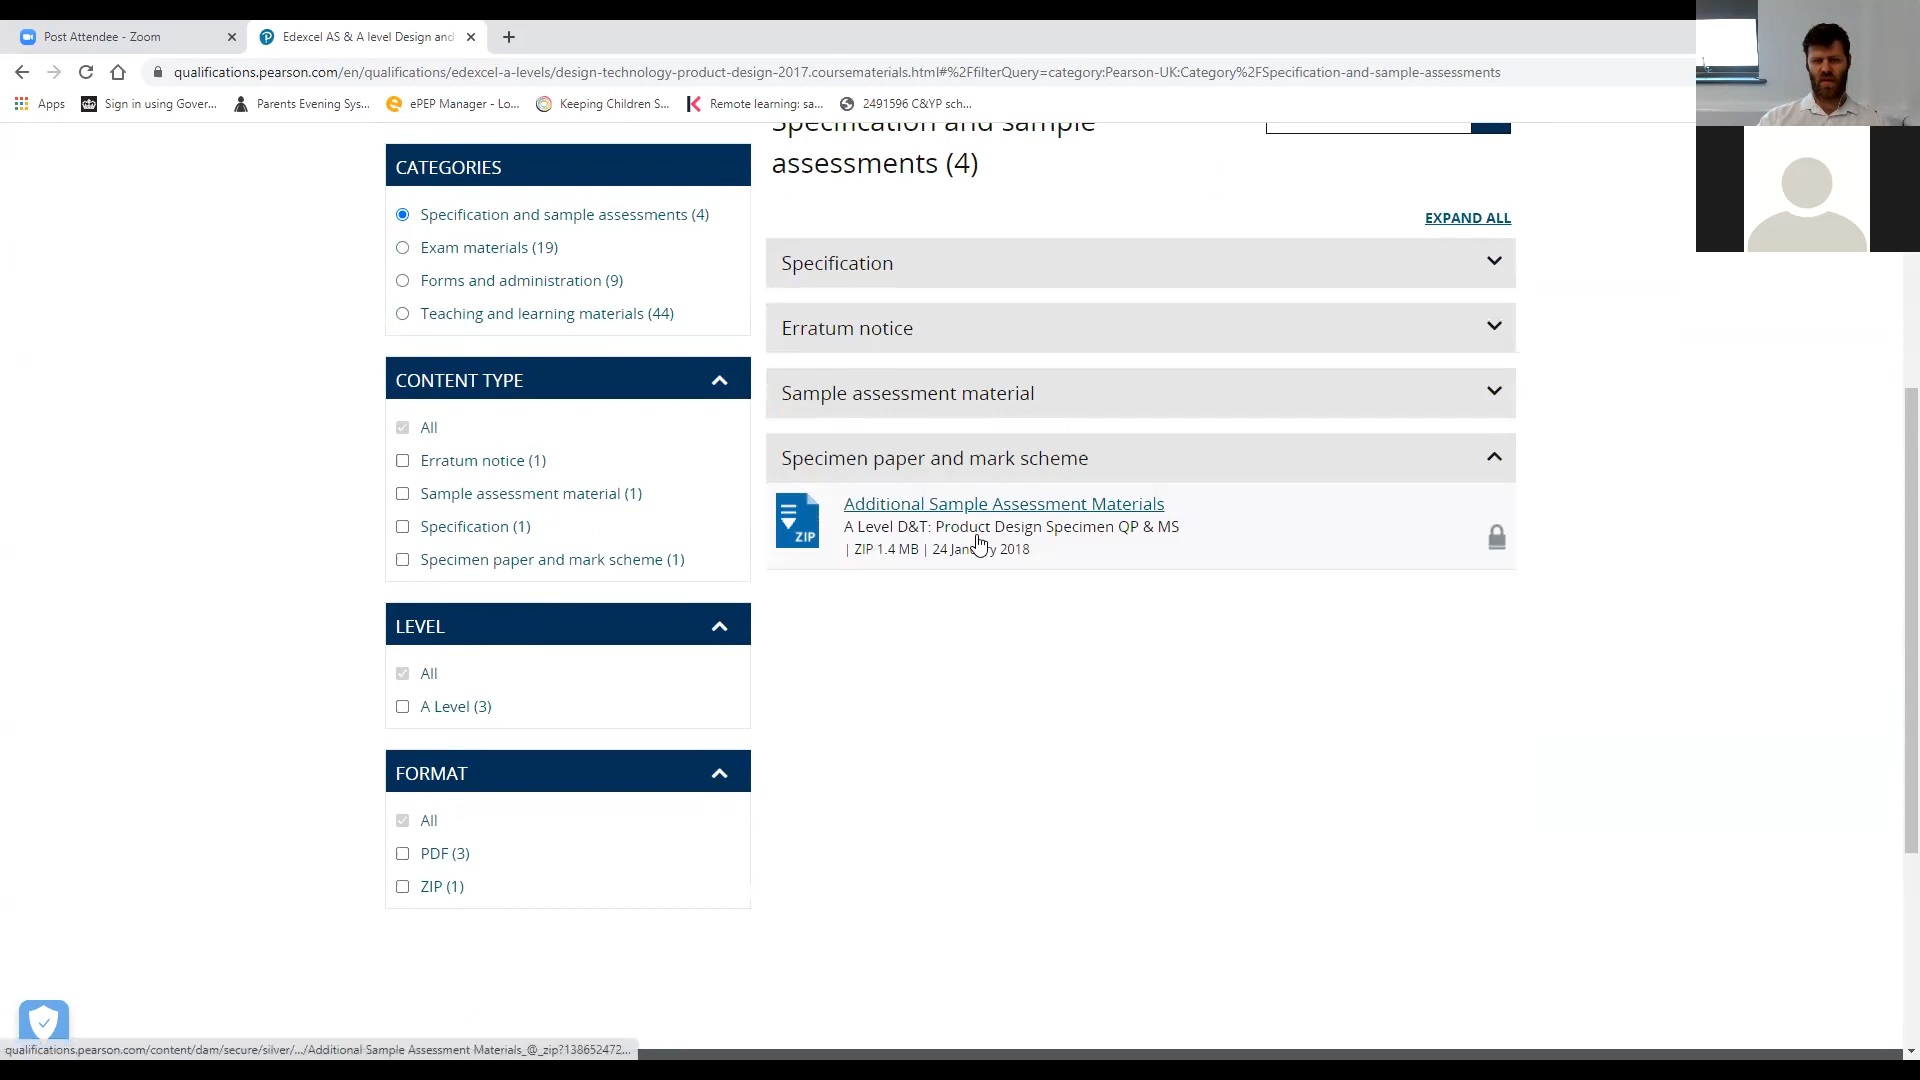 Post Attendee - Zoom
Edexcel AS & A level Design and
qualifications.pearson.com/en/qualifications/edexcel-a-levels/design-technology-product-design-2017.coursematerials.html#%2FfilterQuery=category:Pearson-UK:Category%2FSpecification-and-sample-assessments
Apps
Sign in using Gover...
Parents Evening Sys...
ePEP Manager - Lo...
Keeping Children S...
Remote learning: sa...
2491596 C&YP sch...
Specification and sample
assessments (4)
CATEGORIES
Specification and sample assessments (4)
Exam materials (19)
Forms and administration (9)
Teaching and learning materials (44)
CONTENT TYPE
All
Erratum notice (1)
Sample assessment material (1)
Specification (1)
Specimen paper and mark scheme (1)
LEVEL
All
A Level (3)
FORMAT
All
PDF (3)
ZIP (1)
EXPAND ALL
Specification
Erratum notice
Sample assessment material
Specimen paper and mark scheme
ZIP
Additional Sample Assessment Materials
A Level D&T: Product Design Specimen QP & MS
| ZIP 1.4 MB | 24 January 2018
qualifications.pearson.com/content/dam/secure/silver/.../Additional Sample Assessment Materials_@_zip?138652472...